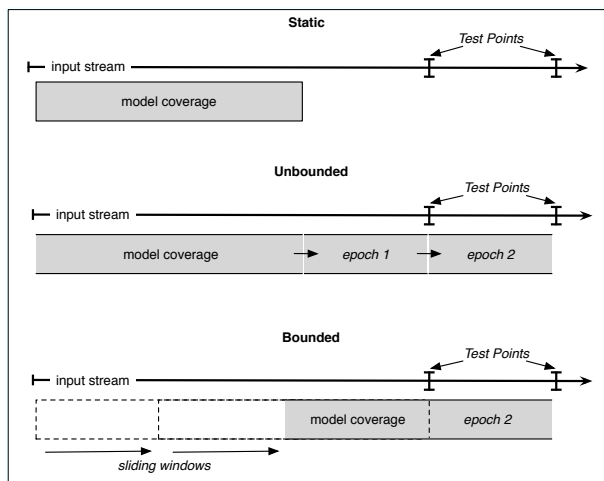 Static
Test Points
input stream
model coverage
Unbounded
Test Points
input stream
model coverage epoch 1 epoch 2
Bounded
Test Points
input stream
model coverage epoch 2
sliding windows